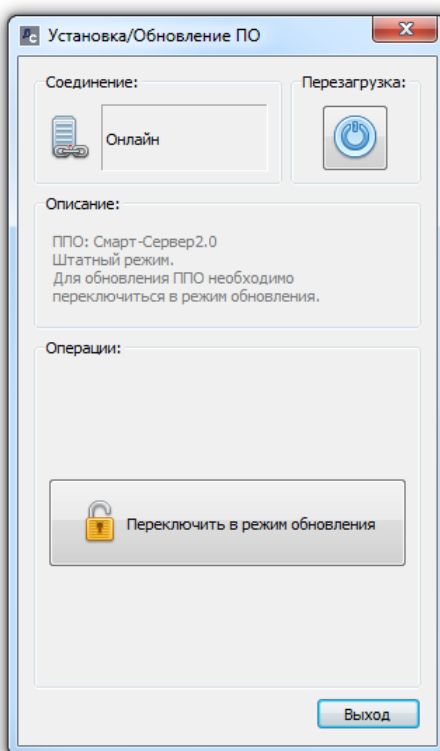 Установка/Обновление ПО
Соединение:
Перезагрузка:
Онлайн
Описание:
ППО: Смарт-Сервер2.0
Штатный режим.
Для обновления ППО необходимо
переключиться в режим обновления.
Операции:
Переключить в режим обновления
Выход